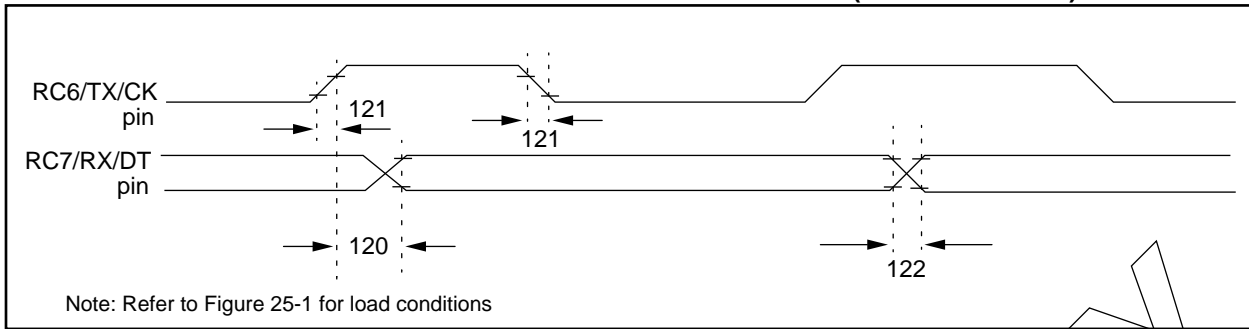 RC6/TX/CK
pin
121
121
RC7/RX/DT
pin
120
122
Note: Refer to Figure 25-1 for load conditions